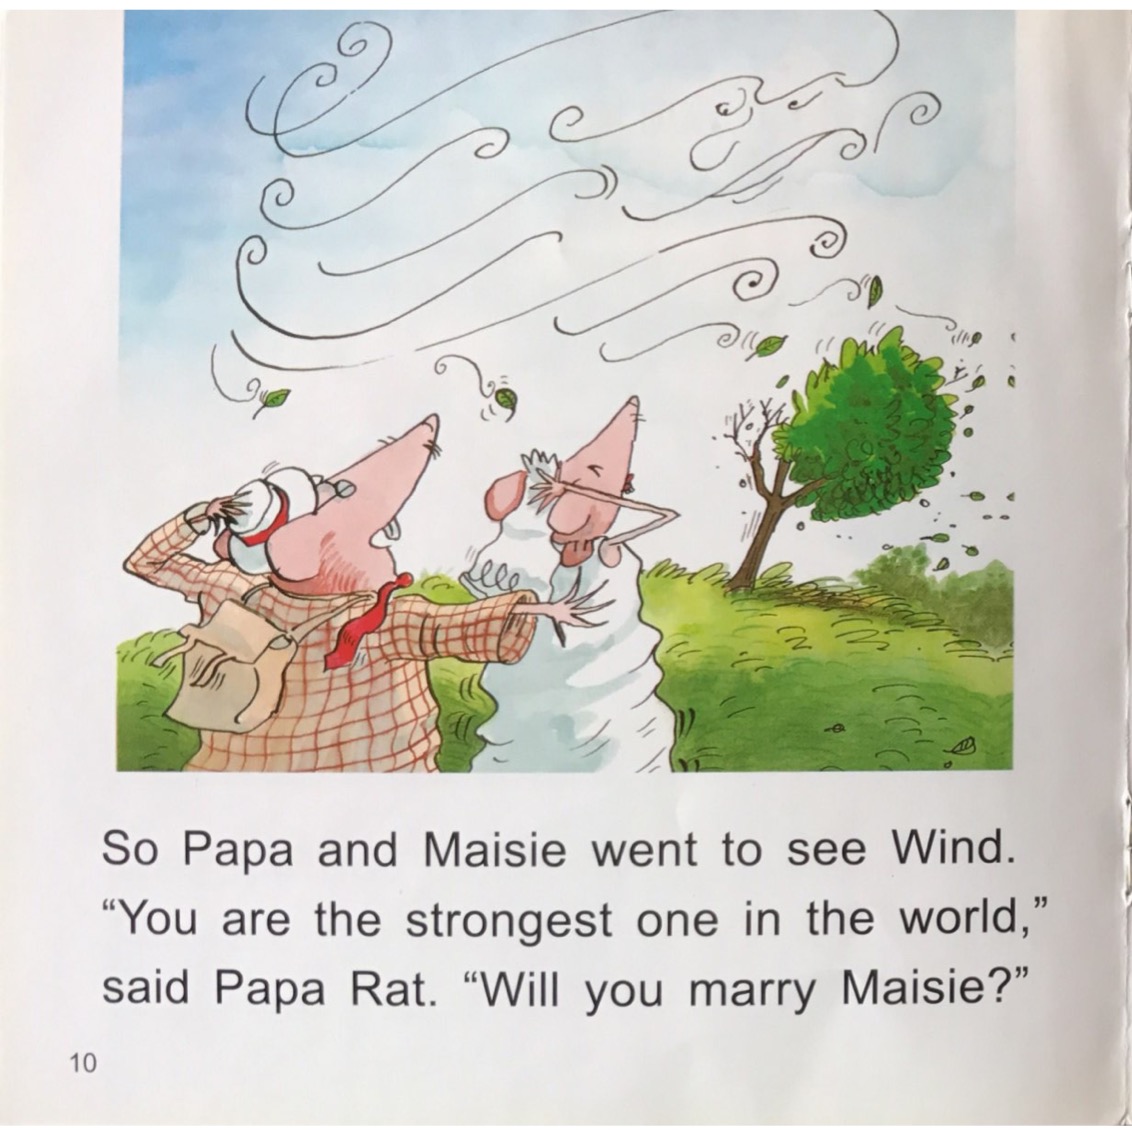 So Papa and Maisie went to see Wind.
“You are the strongest one in the world,”
said Papa Rat. “Will you marry Maisie?”
10